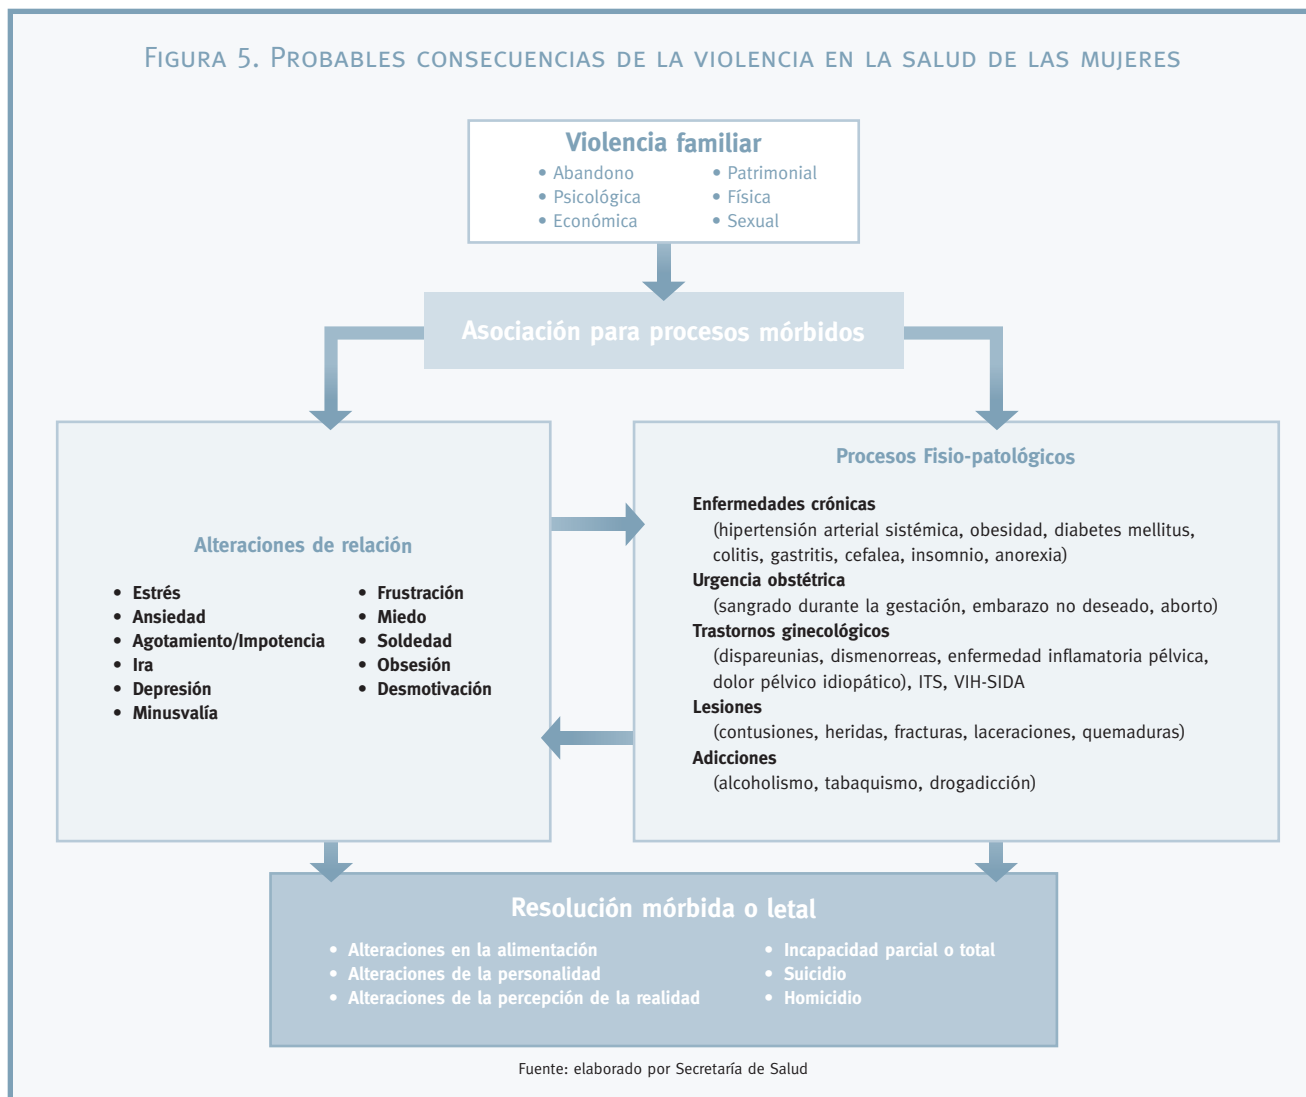 FIGURA 5. PROBABLES CONSECUENCIAS DE LA VIOLENCIA EN LA SALUD DE LAS MUJERES
Violencia familiar
• Abandono
• Psicológica
• Económica
• Patrimonial
• Física
• Sexual
Asociación para procesos mórbidos
Alteraciones de relación
• Estrés
• Ansiedad
• Agotamiento/Impotencia
• Ira
• Depresión
• Minusvalía
• Frustración
• Miedo
• Soldedad
• Obsesión
• Desmotivación
Procesos Fisio-patológicos
Enfermedades crónicas
(hipertensión arterial sistémica, obesidad, diabetes mellitus,
colitis, gastritis, cefalea, insomnio, anorexia)
Urgencia obstétrica
(sangrado durante la gestación, embarazo no deseado, aborto)
Trastornos ginecológicos
(dispareunias, dismenorreas, enfermedad inflamatoria pélvica,
dolor pélvico idiopático), ITS, VIH-SIDA
Lesiones
(contusiones, heridas, fracturas, laceraciones, quemaduras)
Adicciones
(alcoholismo, tabaquismo, drogadicción)
Resolución mórbida o letal
• Alteraciones en la alimentación
• Alteraciones de la personalidad
• Alteraciones de la percepción de la realidad
• Incapacidad parcial o total
• Suicidio
• Homicidio
Fuente: elaborado por Secretaría de Salud